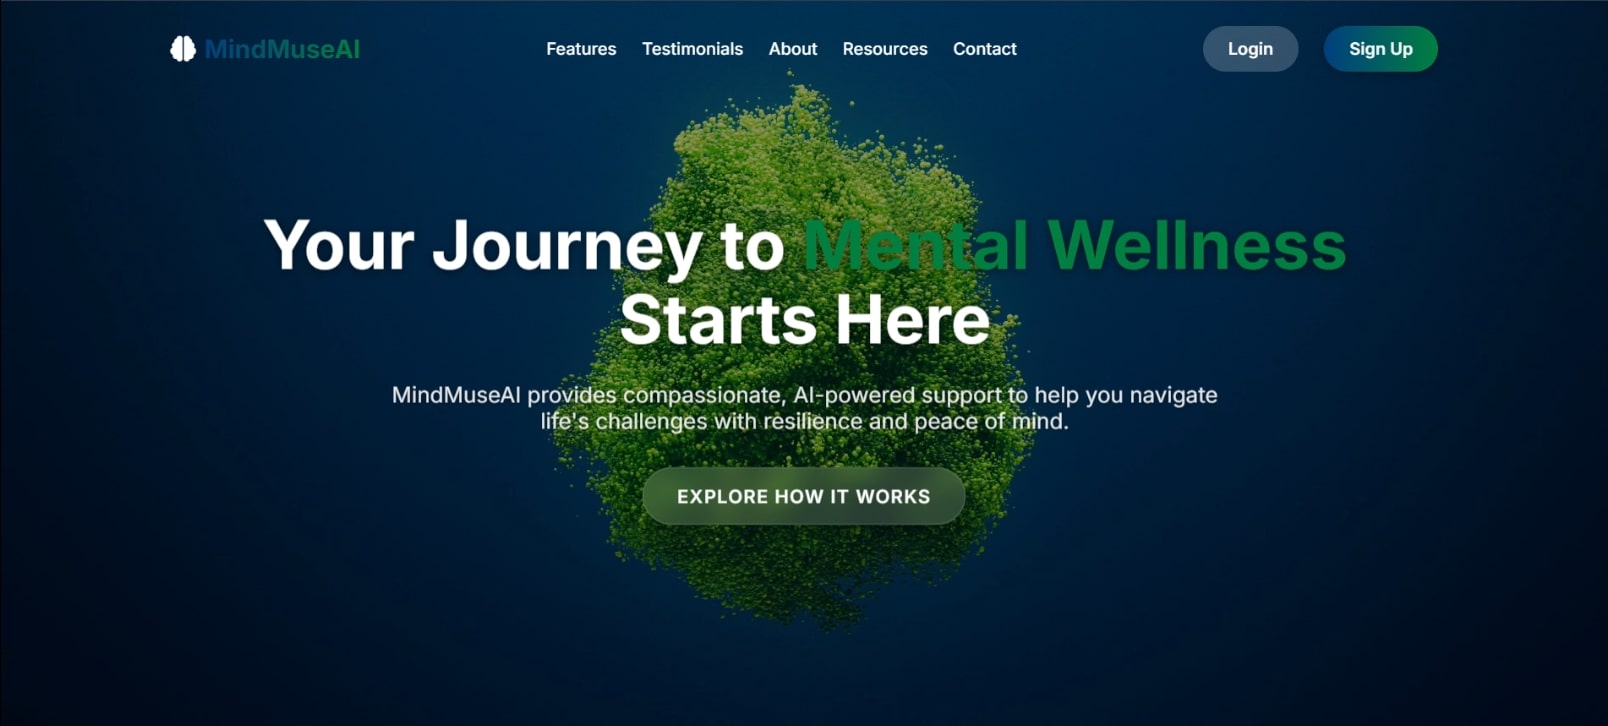 MindMuseAI
Features
Testimonials
About
Resources
Contact
Login
Sign Up
Your Journey to Mental Wellness
Starts Here
MindMuseAI provides compassionate, AI-powered support to help you navigate
life's challenges with resilience and peace of mind.
EXPLORE HOW IT WORKS